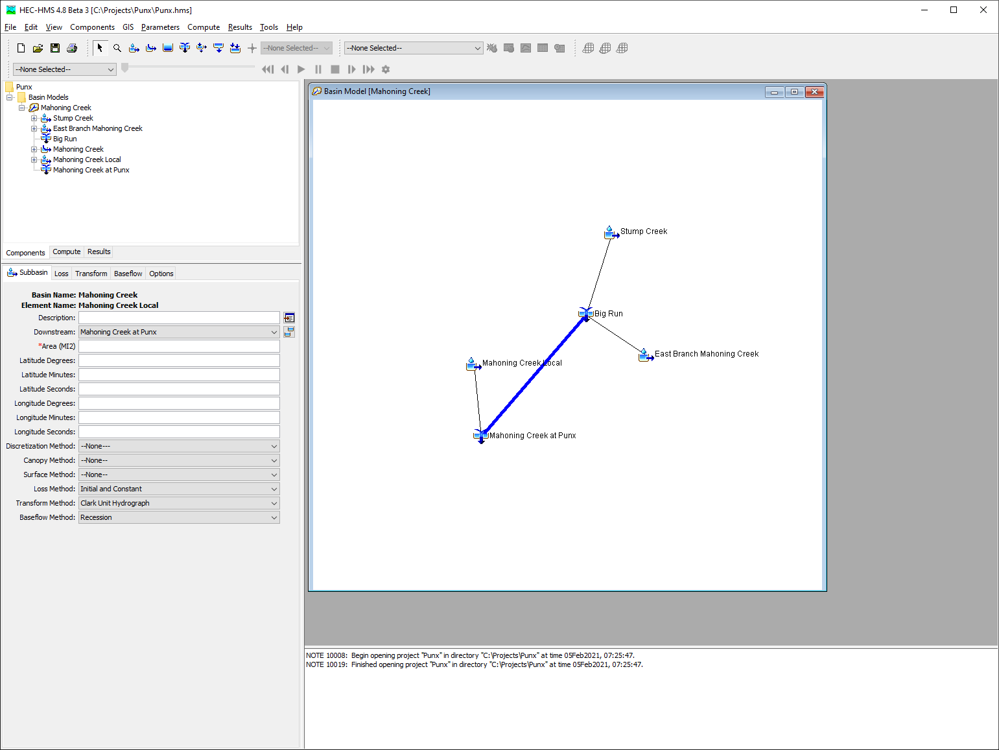 HEC-HMS 4.8 Beta 3 [C:\Projects\Punx\Punx.hms]
File Edit View Components GIS Parameters Compute Results Tools Help
--None Selected-- --None Selected--
--None Selected--
Punx
Basin Models
Mahoning Creek
Stump Creek
East Branch Mahoning Creek
Big Run
Mahoning Creek
Mahoning Creek Local
Mahoning Creek at Punx
Components Compute Results
Subbasin Loss Transform Baseflow Options
Basin Name: Mahoning Creek
Element Name: Mahoning Creek Local
Description:
Downstream: Mahoning Creek at Punx
*Area (MI2)
Latitude Degrees:
Latitude Minutes:
Latitude Seconds:
Longitude Degrees:
Longitude Minutes:
Longitude Seconds:
Discretization Method: --None---
Canopy Method: --None--
Surface Method: --None--
Loss Method: Initial and Constant
Transform Method: Clark Unit Hydrograph
Baseflow Method: Recession
Basin Model [Mahoning Creek]
Stump Creek
Big Run
East Branch Mahoning Creek
Mahoning Creek Local
Mahoning Creek at Punx
NOTE 10008: Begin opening project "Punx" in directory "C:\Projects\Punx" at time 05Feb2021, 07:25:47.
NOTE 10019: Finished opening project "Punx" in directory "C:\Projects\Punx" at time 05Feb2021, 07:25:47.